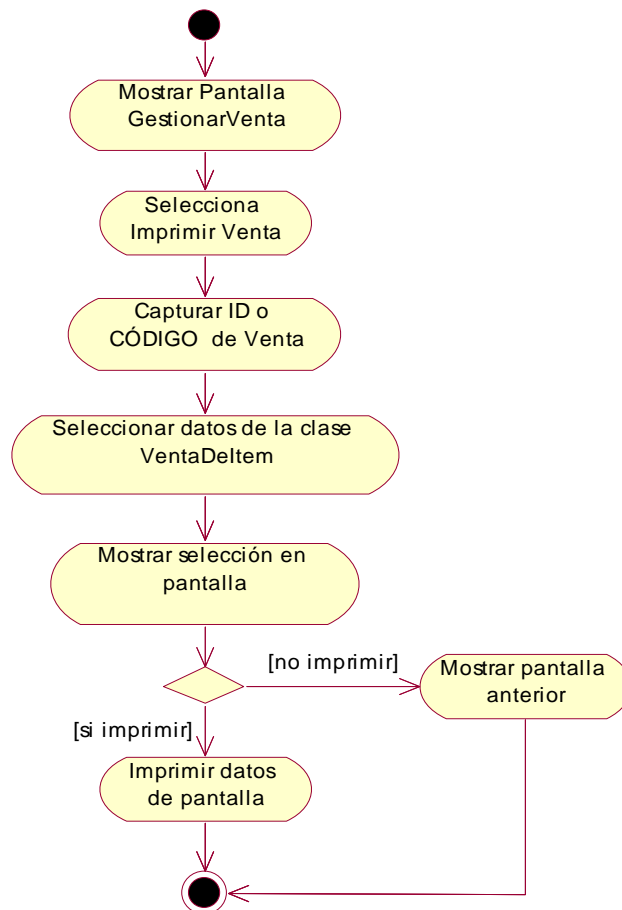 Mostrar Pantalla
GestionarVenta
Selecciona
Imprimir Venta
Capturar ID o
CÓDIGO de Venta
Seleccionar datos de la clase
VentaDeItem
Mostrar selección en
pantalla
[no imprimir]
Mostrar pantalla
anterior
[si imprimir]
Imprimir datos
de pantalla